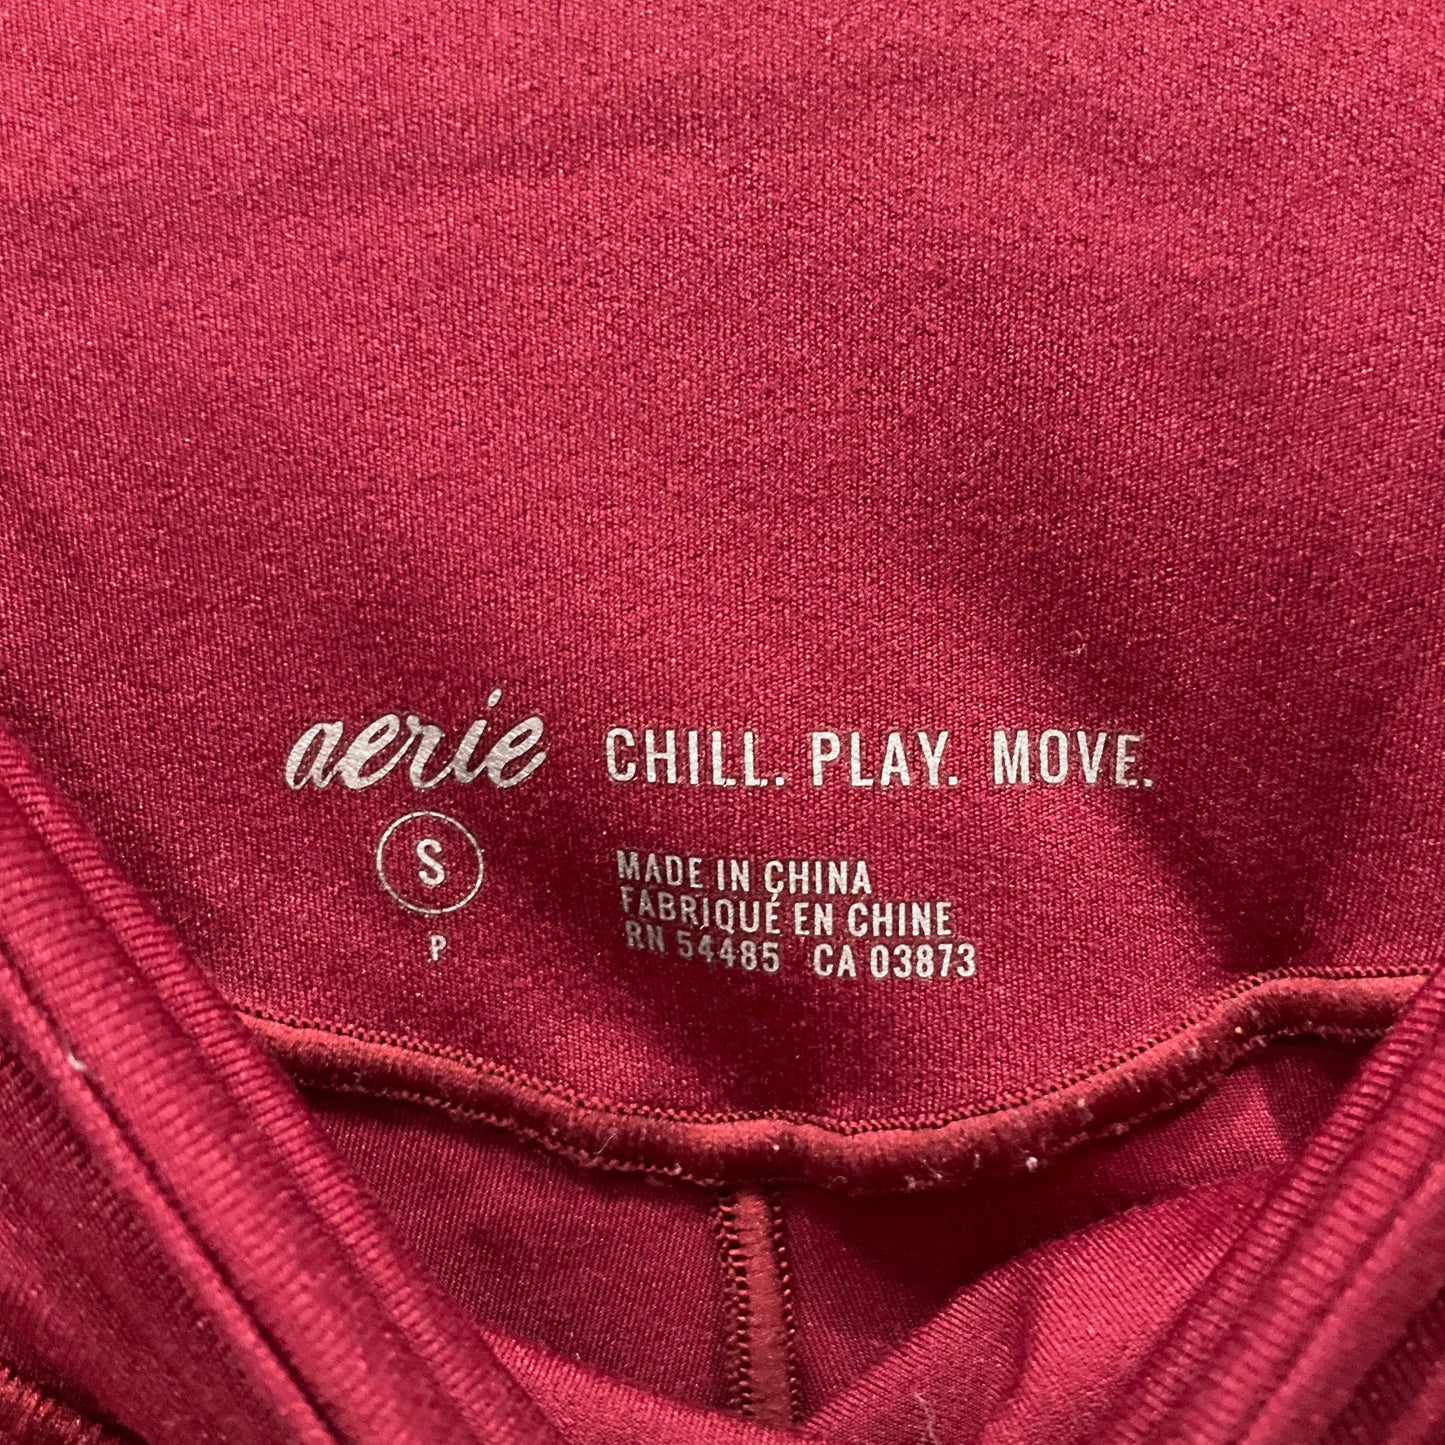 aerie CHILL. PLAY. MOVE.
S
P
MADE IN CHINA
FABRIQUÉ EN CHINE
RN 54485 CA 03873